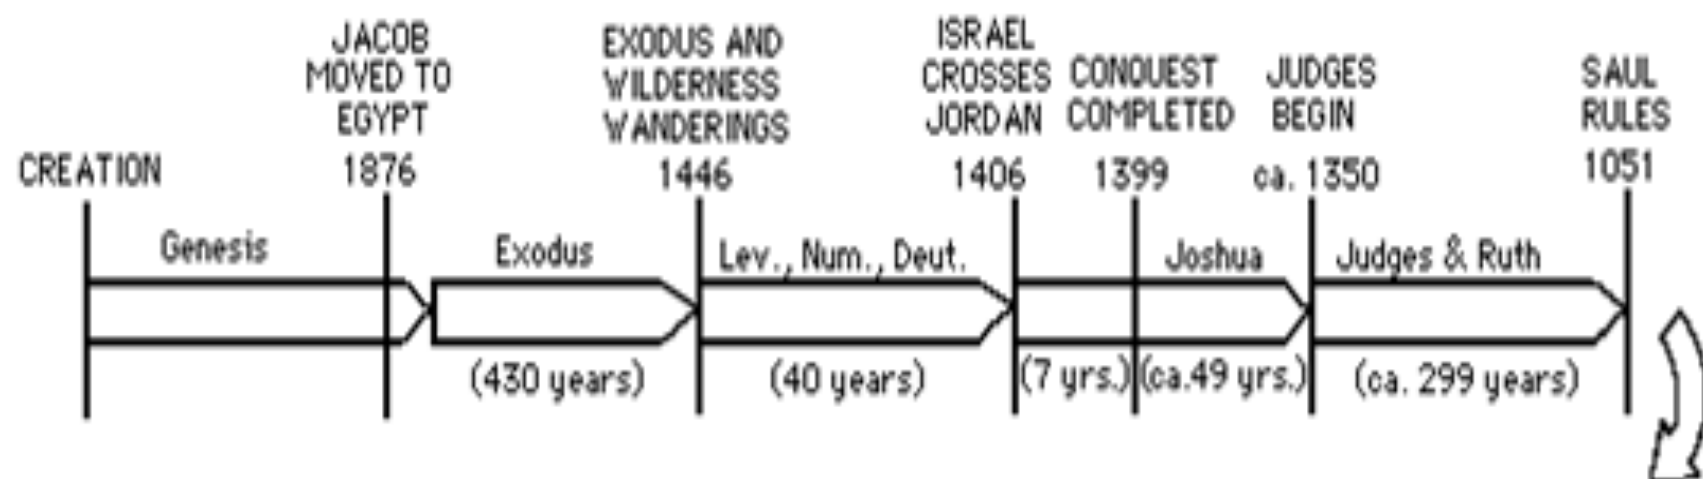 CREATION
JACOB
MOVED TO
EGYPT
1876
EXODUS AND
WILDERNESS
WANDERINGS
1446
ISRAEL
CROSSES
JORDAN
1406
CONQUEST
COMPLETED
1399
JUDGES
BEGIN
ca. 1350
SAUL
RULES
1051
Genesis
Exodus
Lev., Num., Deut.
Joshua
Judges & Ruth
(430 years)
(40 years)
(7 yrs.)
(ca.49 yrs.)
(ca. 299 years)